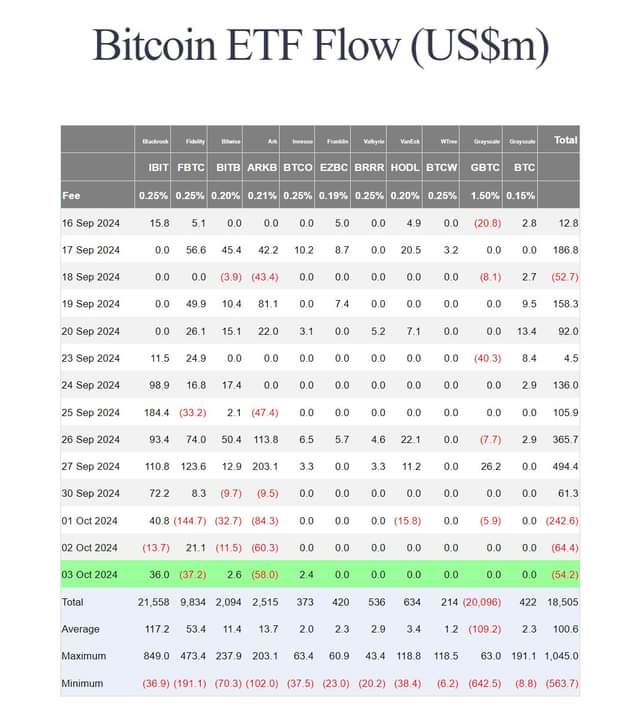 Bitcoin ETF Flow (US$m)
Blackrock Fidelity Bitwise Ark Invesco Franklin Valkyrie VanEck WTree Grayscale Grayscale Total
IBIT FBTC BITB ARKB BTCO EZBC BRRR HODL BTCW GBTC BTC
Fee 0.25% 0.25% 0.20% 0.21% 0.25% 0.19% 0.25% 0.20% 0.25% 1.50% 0.15%
16 Sep 2024 15.8 5.1 0.0 0.0 0.0 5.0 0.0 4.9 0.0 (20.8) 2.8 12.8
17 Sep 2024 0.0 56.6 45.4 42.2 10.2 8.7 0.0 20.5 3.2 0.0 0.0 186.8
18 Sep 2024 0.0 0.0 (3.9) (43.4) 0.0 0.0 0.0 0.0 0.0 (8.1) 2.7 (52.7)
19 Sep 2024 0.0 49.9 10.4 81.1 0.0 7.4 0.0 0.0 0.0 0.0 9.5 158.3
20 Sep 2024 0.0 26.1 15.1 22.0 3.1 0.0 5.2 7.1 0.0 0.0 13.4 92.0
23 Sep 2024 11.5 24.9 0.0 0.0 0.0 0.0 0.0 0.0 0.0 (40.3) 8.4 4.5
24 Sep 2024 98.9 16.8 17.4 0.0 0.0 0.0 0.0 0.0 0.0 0.0 2.9 136.0
25 Sep 2024 184.4 (33.2) 2.1 (47.4) 0.0 0.0 0.0 0.0 0.0 0.0 0.0 105.9
26 Sep 2024 93.4 74.0 50.4 113.8 6.5 5.7 4.6 22.1 0.0 (7.7) 2.9 365.7
27 Sep 2024 110.8 123.6 12.9 203.1 3.3 0.0 3.3 11.2 0.0 26.2 0.0 494.4
30 Sep 2024 72.2 8.3 (9.7) (9.5) 0.0 0.0 0.0 0.0 0.0 0.0 0.0 61.3
01 Oct 2024 40.8 (144.7) (32.7) (84.3) 0.0 0.0 0.0 (15.8) 0.0 (5.9) 0.0 (242.6)
02 Oct 2024 (13.7) 21.1 (11.5) (60.3) 0.0 0.0 0.0 0.0 0.0 0.0 0.0 (64.4)
03 Oct 2024 36.0 (37.2) 2.6 (58.0) 2.4 0.0 0.0 0.0 0.0 0.0 0.0 (54.2)
Total 21,558 9,834 2,094 2,515 373 420 536 634 214 (20,096) 422 18,505
Average 117.2 53.4 11.4 13.7 2.0 2.3 2.9 3.4 1.2 (109.2) 2.3 100.6
Maximum 849.0 473.4 237.9 203.1 63.4 60.9 43.4 118.8 118.5 63.0 191.1 1,045.0
Minimum (36.9) (191.1) (70.3) (102.0) (37.5) (23.0) (20.2) (38.4) (6.2) (642.5) (8.8) (563.7)